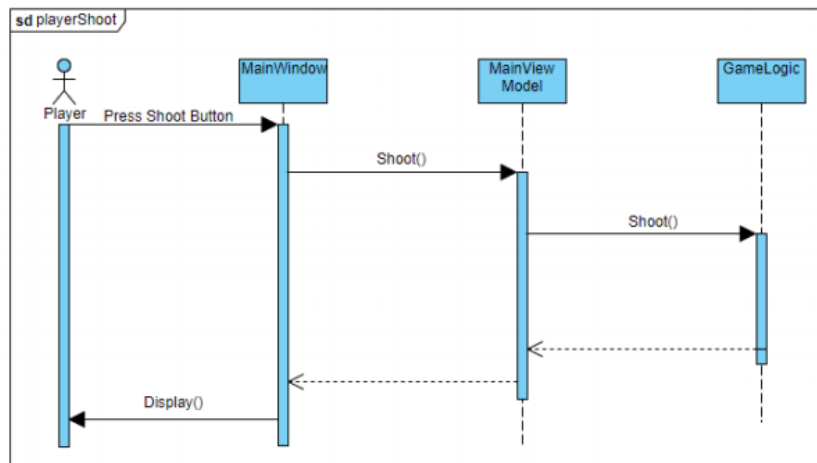 sd playerShoot
MainWindow
MainView
Model
GameLogic
Player
Press Shoot Button
Shoot()
Shoot()
Display()